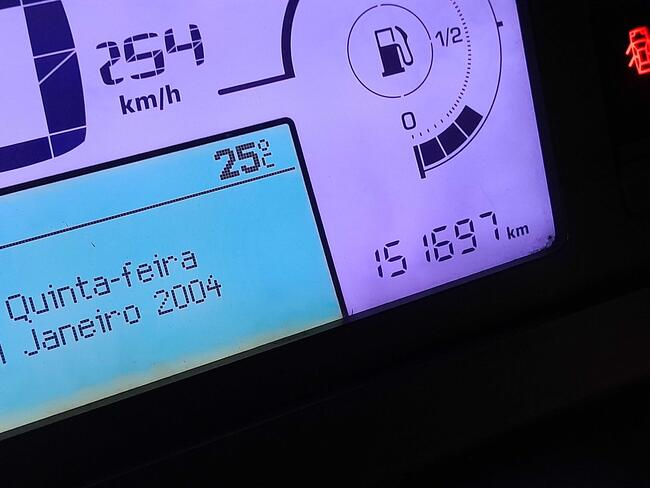 254
km/h
1/2
0
25°C
151697 km
Quinta-feira
Janeiro 2004